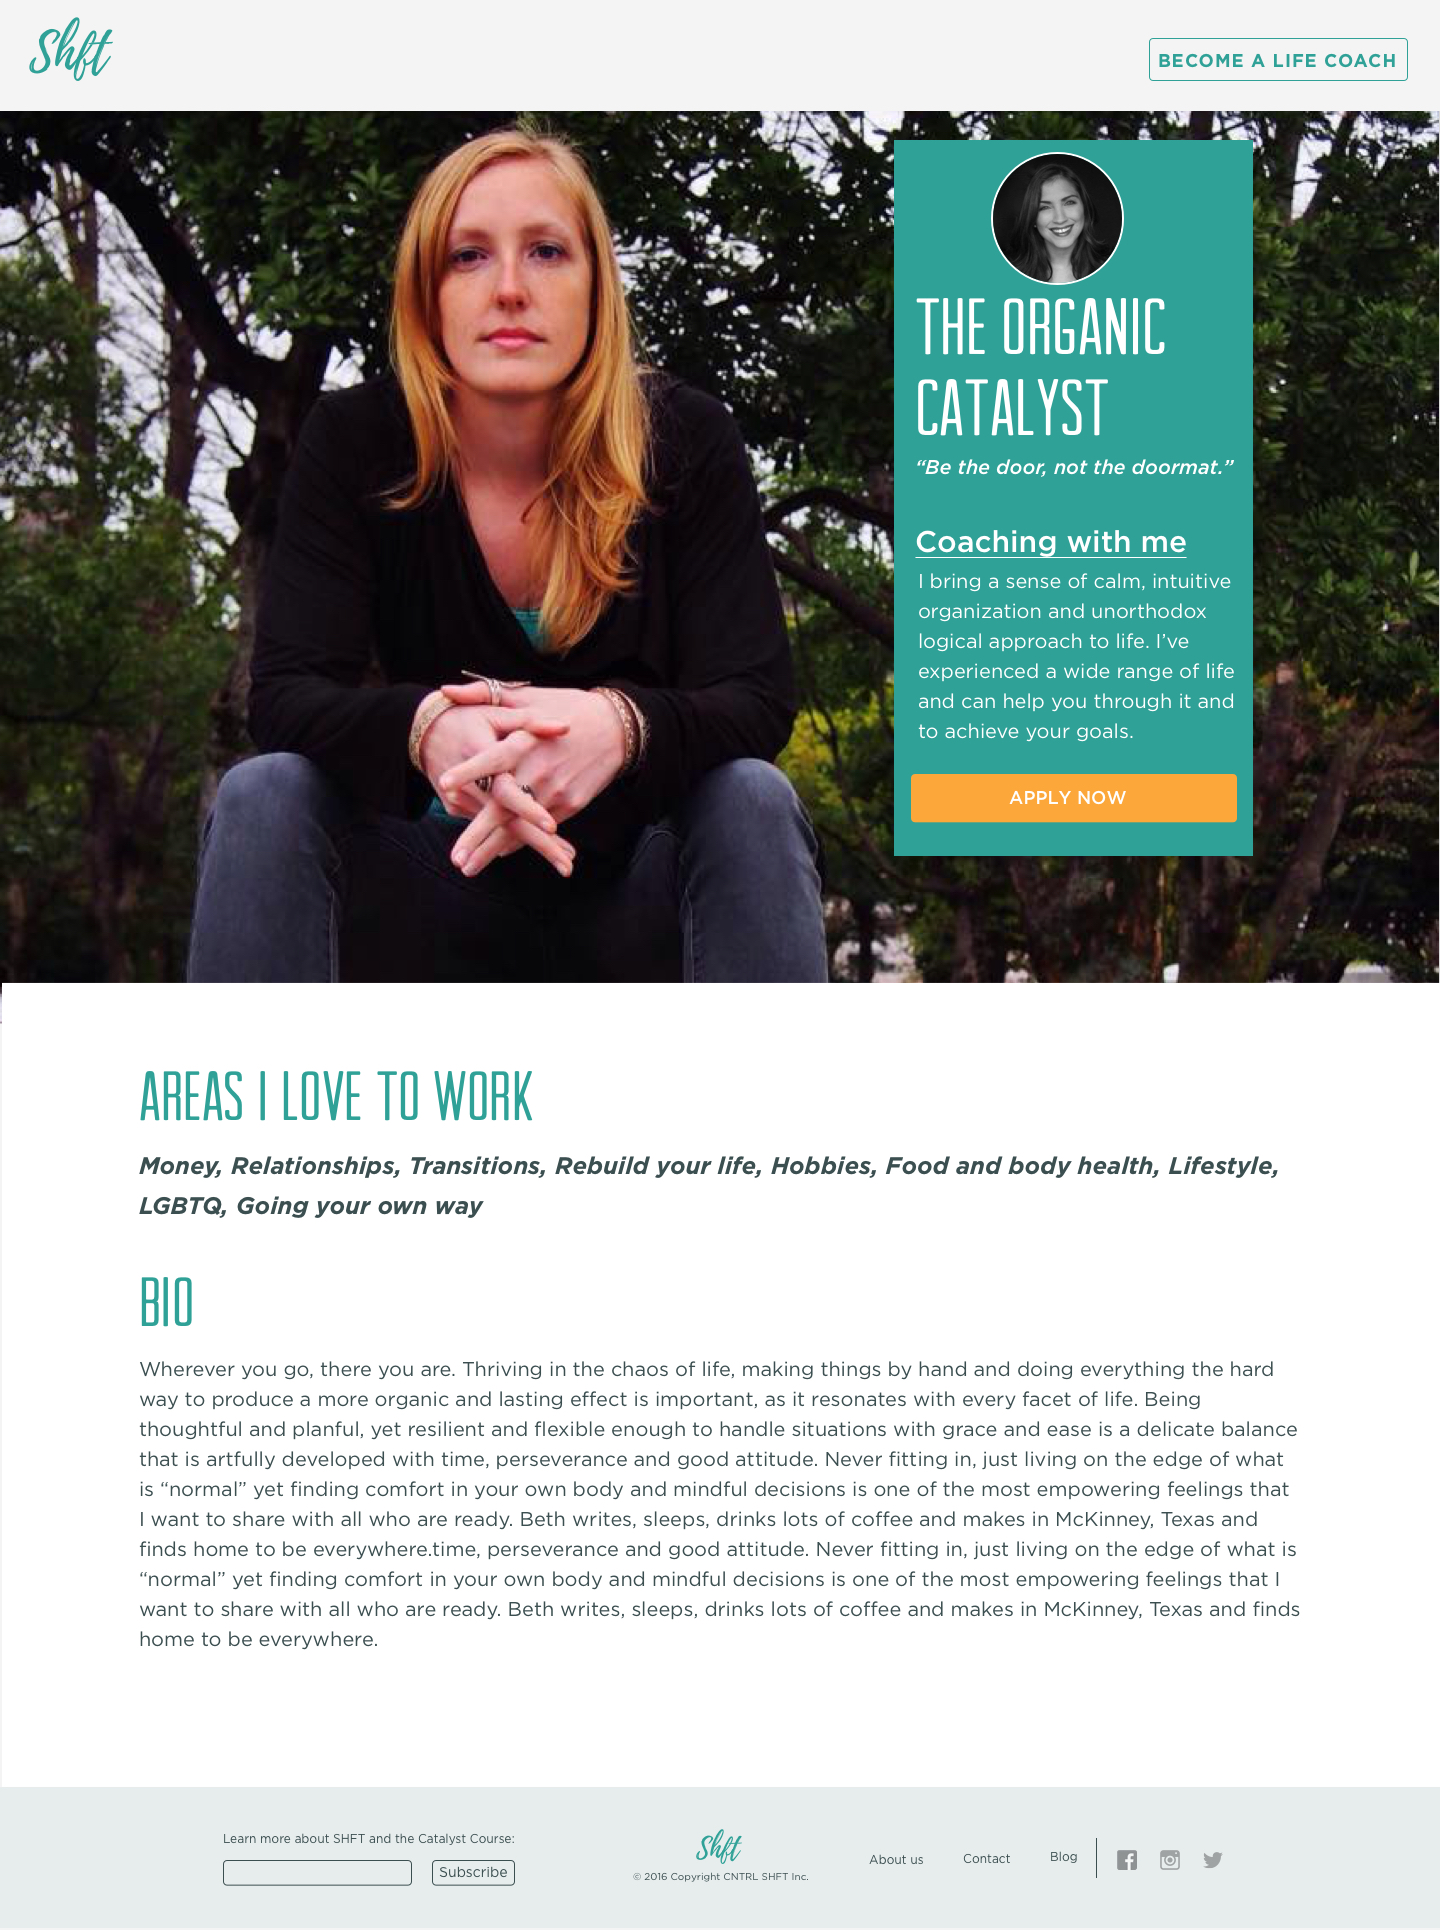 Shft
BECOME A LIFE COACH
THE ORGANIC
CATALYST
“Be the door, not the doormat.”
Coaching with me
I bring a sense of calm, intuitive
organization and unorthodox
logical approach to life. I’ve
experienced a wide range of life
and can help you through it and
to achieve your goals.
APPLY NOW
AREAS I LOVE TO WORK
Money, Relationships, Transitions, Rebuild your life, Hobbies, Food and body health, Lifestyle,
LGBTQ, Going your own way
BIO
Wherever you go, there you are. Thriving in the chaos of life, making things by hand and doing everything the hard
way to produce a more organic and lasting effect is important, as it resonates with every facet of life. Being
thoughtful and planful, yet resilient and flexible enough to handle situations with grace and ease is a delicate balance
that is artfully developed with time, perseverance and good attitude. Never fitting in, just living on the edge of what
is “normal” yet finding comfort in your own body and mindful decisions is one of the most empowering feelings that
I want to share with all who are ready. Beth writes, sleeps, drinks lots of coffee and makes in McKinney, Texas and
finds home to be everywhere.time, perseverance and good attitude. Never fitting in, just living on the edge of what is
“normal” yet finding comfort in your own body and mindful decisions is one of the most empowering feelings that I
want to share with all who are ready. Beth writes, sleeps, drinks lots of coffee and makes in McKinney, Texas and finds
home to be everywhere.
Learn more about SHFT and the Catalyst Course:
Subscribe
Shft
© 2016 Copyright CNTRL SHFT Inc.
About us
Contact
Blog